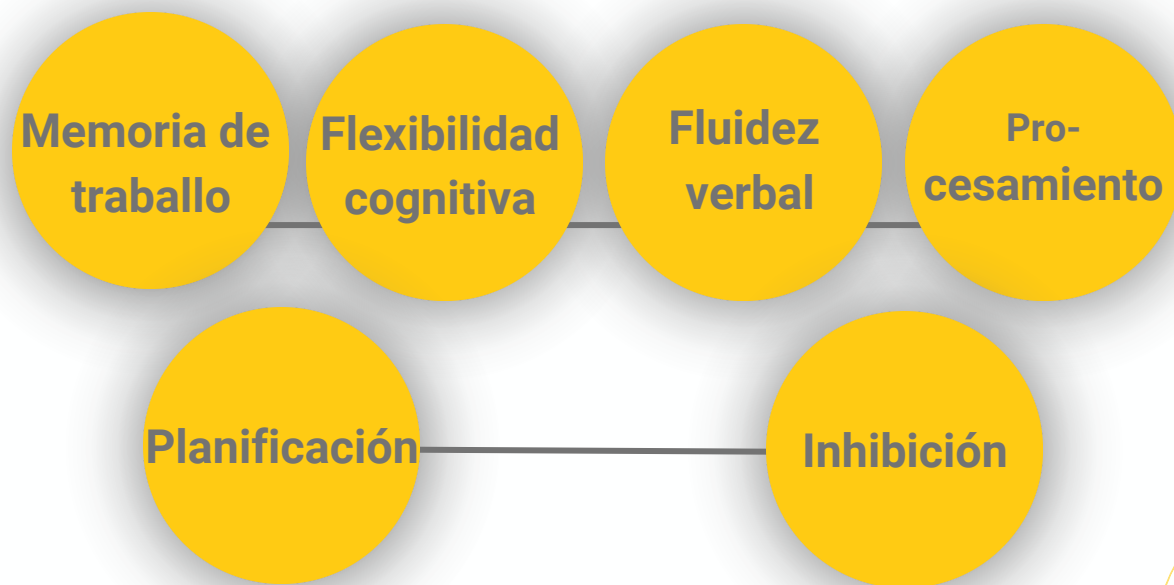 Memoria de
traballo
Flexibilidad
cognitiva
Fluidez
verbal
Pro-
cesamiento
Planificación
Inhibición